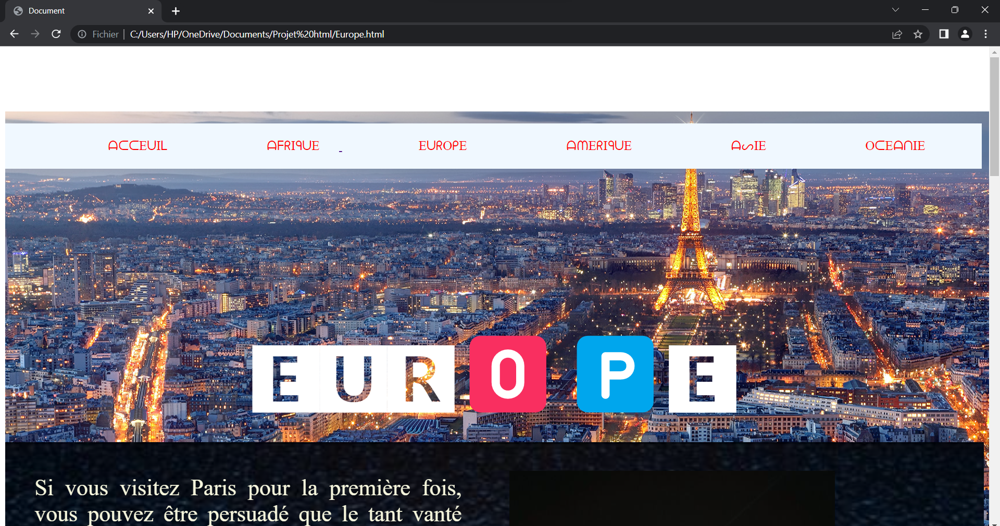 Document
Fichier | C:/Users/HP/OneDrive/Documents/Projet%20html/Europe.html
ACCEUIL AFRIQUE - EUROPE AMERIQUE ASIE OCEANIE
EUROPE
Si vous visitez Paris pour la première fois,
vous pouvez être persuadé que le tant vanté